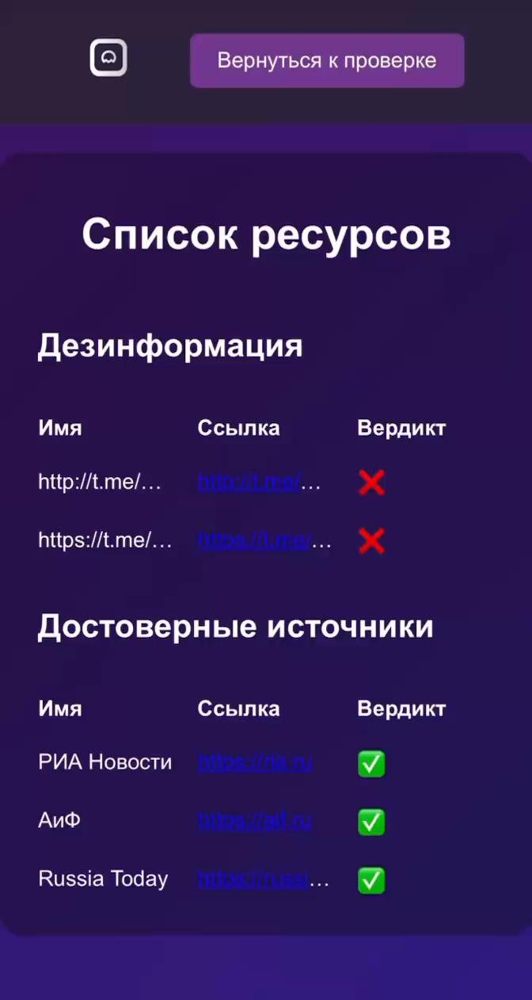 Вернуться к проверке
Список ресурсов
Дезинформация
Имя Ссылка Вердикт
http://t.me/… http://t.me/…
https://t.me/… https://t.me/…
Достоверные источники
Имя Ссылка Вердикт
РИА Новости https://ria.ru
АиФ https://aif.ru
Russia Today https://russi…